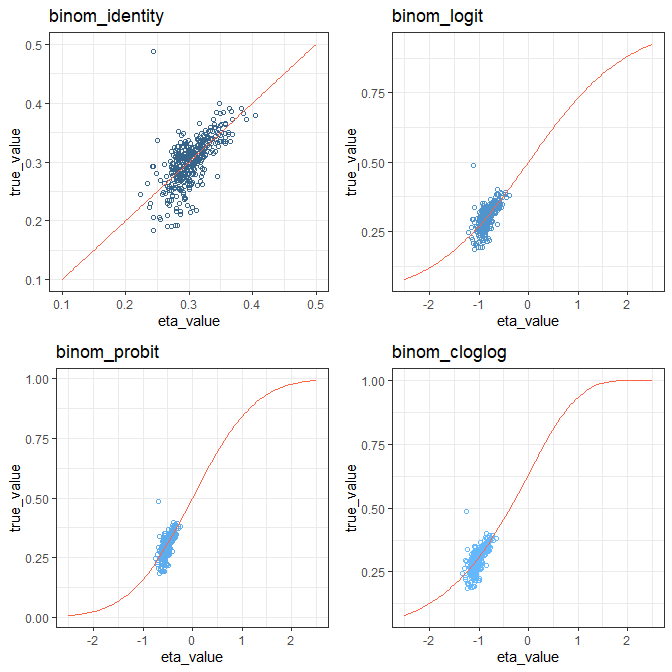 binom_identity
true_value
0.5
0.4
0.3
0.2
0.1
0.1 0.2 0.3 0.4 0.5
eta_value
binom_logit
true_value
0.75
0.50
0.25
-2 -1 0 1 2
eta_value
binom_probit
true_value
1.00
0.75
0.50
0.25
0.00
-2 -1 0 1 2
eta_value
binom_cloglog
true_value
1.00
0.75
0.50
0.25
-2 -1 0 1 2
eta_value